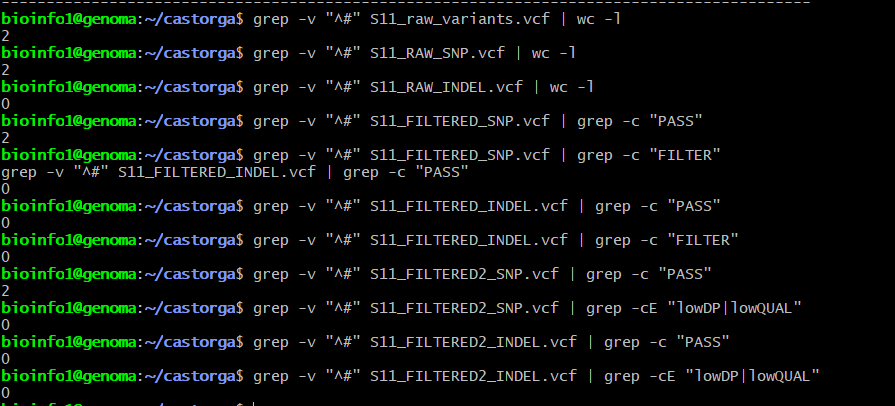 bioinfo1@genoma:~/castorga$ grep -v "^#" S11_raw_variants.vcf | wc -l
2
bioinfo1@genoma:~/castorga$ grep -v "^#" S11_RAW_SNP.vcf | wc -l
2
bioinfo1@genoma:~/castorga$ grep -v "^#" S11_RAW_INDEL.vcf | wc -l
0
bioinfo1@genoma:~/castorga$ grep -v "^#" S11_FILTERED_SNP.vcf | grep -c "PASS"
2
bioinfo1@genoma:~/castorga$ grep -v "^#" S11_FILTERED_SNP.vcf | grep -c "FILTER"
grep -v "^#" S11_FILTERED_INDEL.vcf | grep -c "PASS"
0
bioinfo1@genoma:~/castorga$ grep -v "^#" S11_FILTERED_INDEL.vcf | grep -c "PASS"
0
bioinfo1@genoma:~/castorga$ grep -v "^#" S11_FILTERED_INDEL.vcf | grep -c "FILTER"
0
bioinfo1@genoma:~/castorga$ grep -v "^#" S11_FILTERED2_SNP.vcf | grep -c "PASS"
2
bioinfo1@genoma:~/castorga$ grep -v "^#" S11_FILTERED2_SNP.vcf | grep -cE "lowDP|lowQUAL"
0
bioinfo1@genoma:~/castorga$ grep -v "^#" S11_FILTERED2_INDEL.vcf | grep -c "PASS"
0
bioinfo1@genoma:~/castorga$ grep -v "^#" S11_FILTERED2_INDEL.vcf | grep -cE "lowDP|lowQUAL"
0
bioinfo1@genoma:~/castorga$